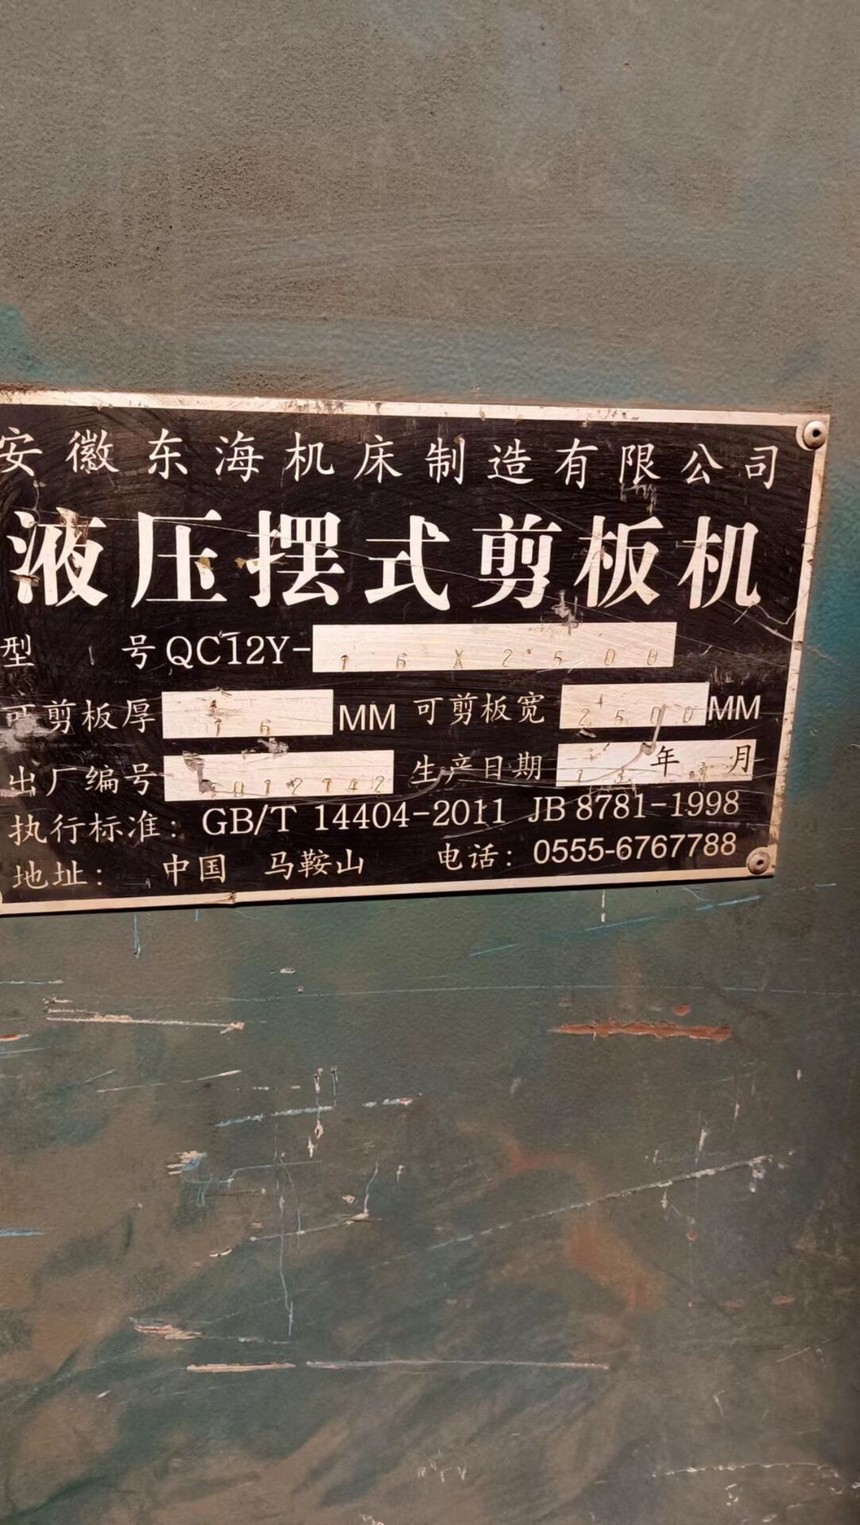 安徽东海机床制造有限公司
液压摆式剪板机
型 号QC12Y-16X2500
可剪板厚 16 MM 可剪板宽 2500 MM
出厂编号 生产日期 年 月
执行标准：GB/T 14404-2011 JB 8781-1998
地址： 中国 马鞍山 电话：0555-6767788